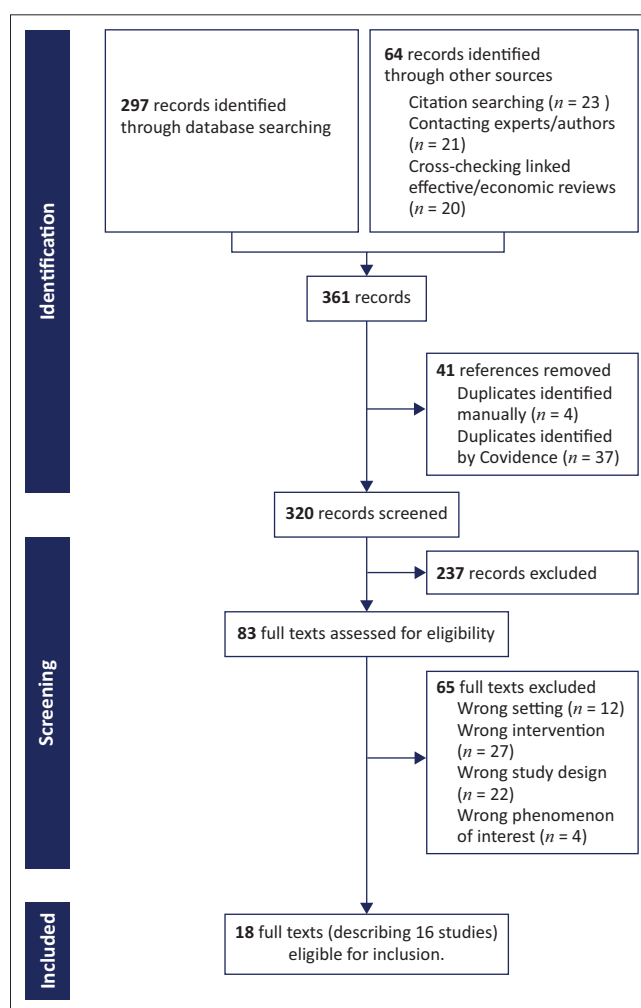 Identification
297 records identified
through database searching
64 records identified
through other sources
Citation searching (n = 23 )
Contacting experts/authors
(n = 21)
Cross-checking linked
effective/economic reviews
(n = 20)
361 records
41 references removed
Duplicates identified
manually (n = 4)
Duplicates identified
by Covidence (n = 37)
320 records screened
Screening
237 records excluded
83 full texts assessed for eligibility
65 full texts excluded
Wrong setting (n = 12)
Wrong intervention
(n = 27)
Wrong study design
(n = 22)
Wrong phenomenon
of interest (n = 4)
Included
18 full texts (describing 16 studies)
eligible for inclusion.